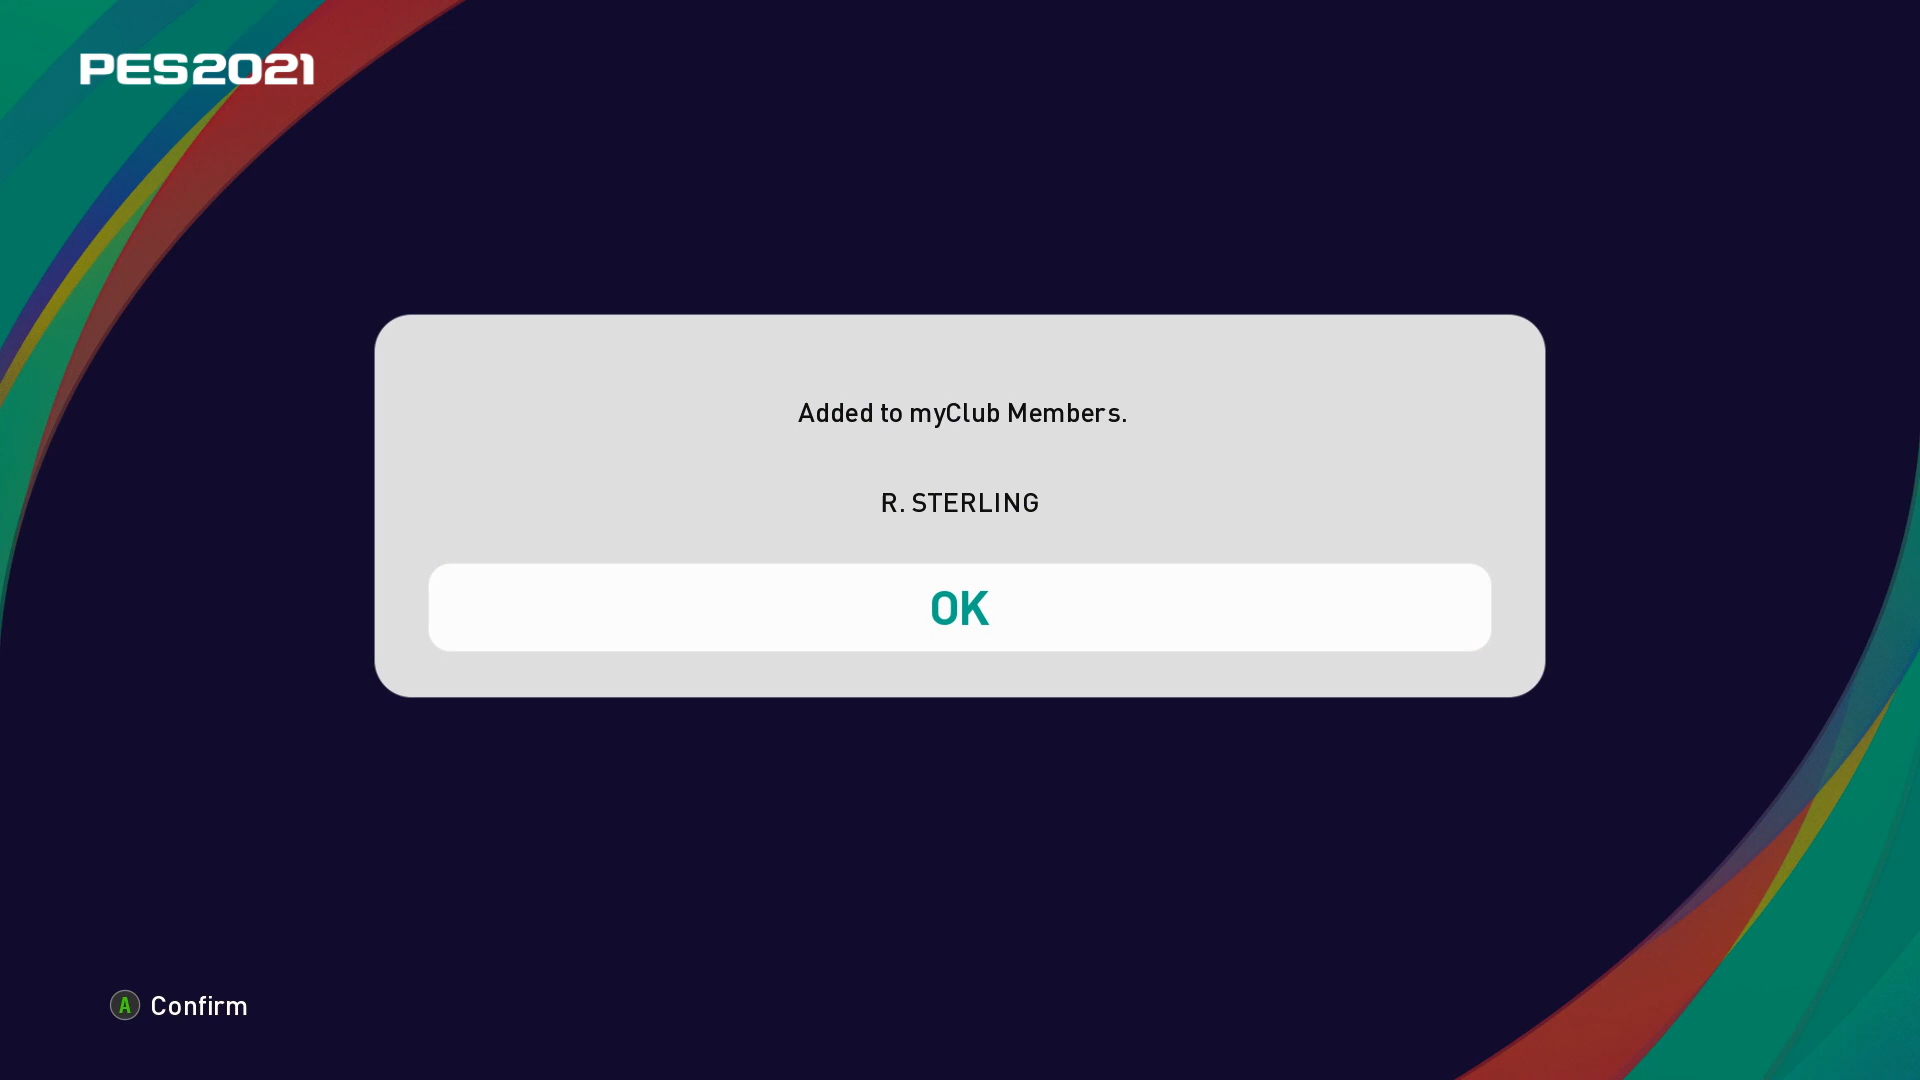 PES2021
Added to myClub Members.
R. STERLING
OK
A Confirm